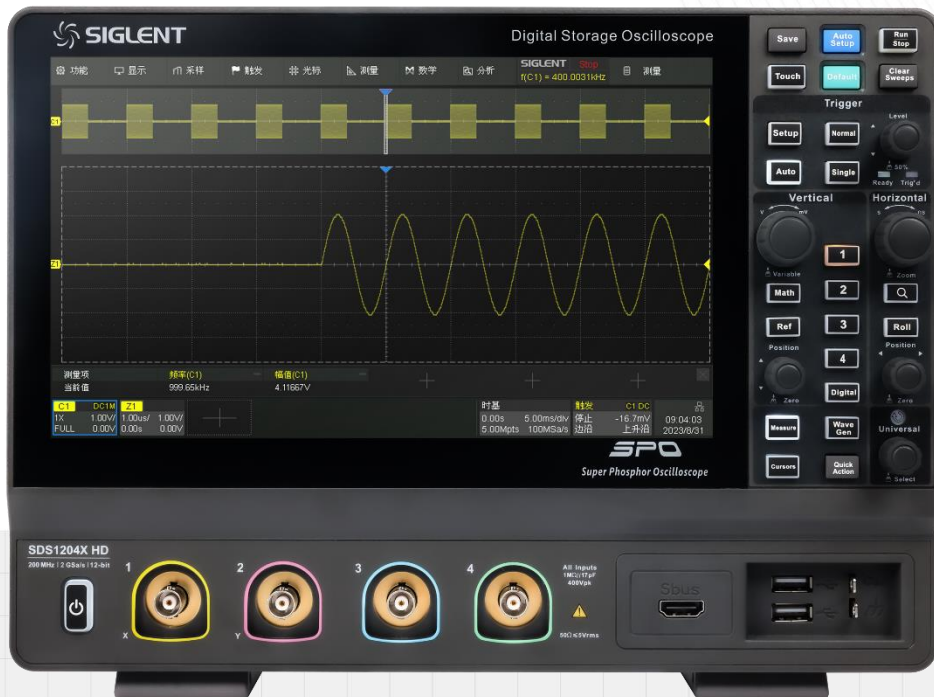 SIGLENT
Digital Storage Oscilloscope
功能 显示 采样 触发 光标 测量 数学 分析 SIGLENT Stop 测量
f(C1) = 400.0031kHz
C1
Z1
测量项 频率(C1) 幅值(C1)
当前值 999.65kHz 4.11667V
C1 DC1M Z1
1X 1.00V/ 1.00us/ 1.00V/
FULL 0.00V 0.00s 0.00V
时基 触发 C1 DC
0.00s 5.00ms/div 停止 -16.7mV 09:04:03
5.00Mpts 100MSa/s 边沿 上升沿 2023/8/31
SPO
Super Phosphor Oscilloscope
Save Auto Setup Run Stop
Touch Default Clear Sweeps
Trigger
Level
Setup Normal
50%
Auto Single
Ready Trig'd
Vertical Horizontal
V mV s ns
1
Variable Zoom
Math 2
Ref 3 Roll
Position Position
4
Zero Digital Zero
Measure Wave Gen Universal
Cursors Quick Action
Select
SDS1204X HD
200 MHz | 2 GSa/s | 12-bit
1 2 3 4
X Y
All Inputs
1MΩ//17pF
400Vpk
50Ω≤5Vrms
Sbus